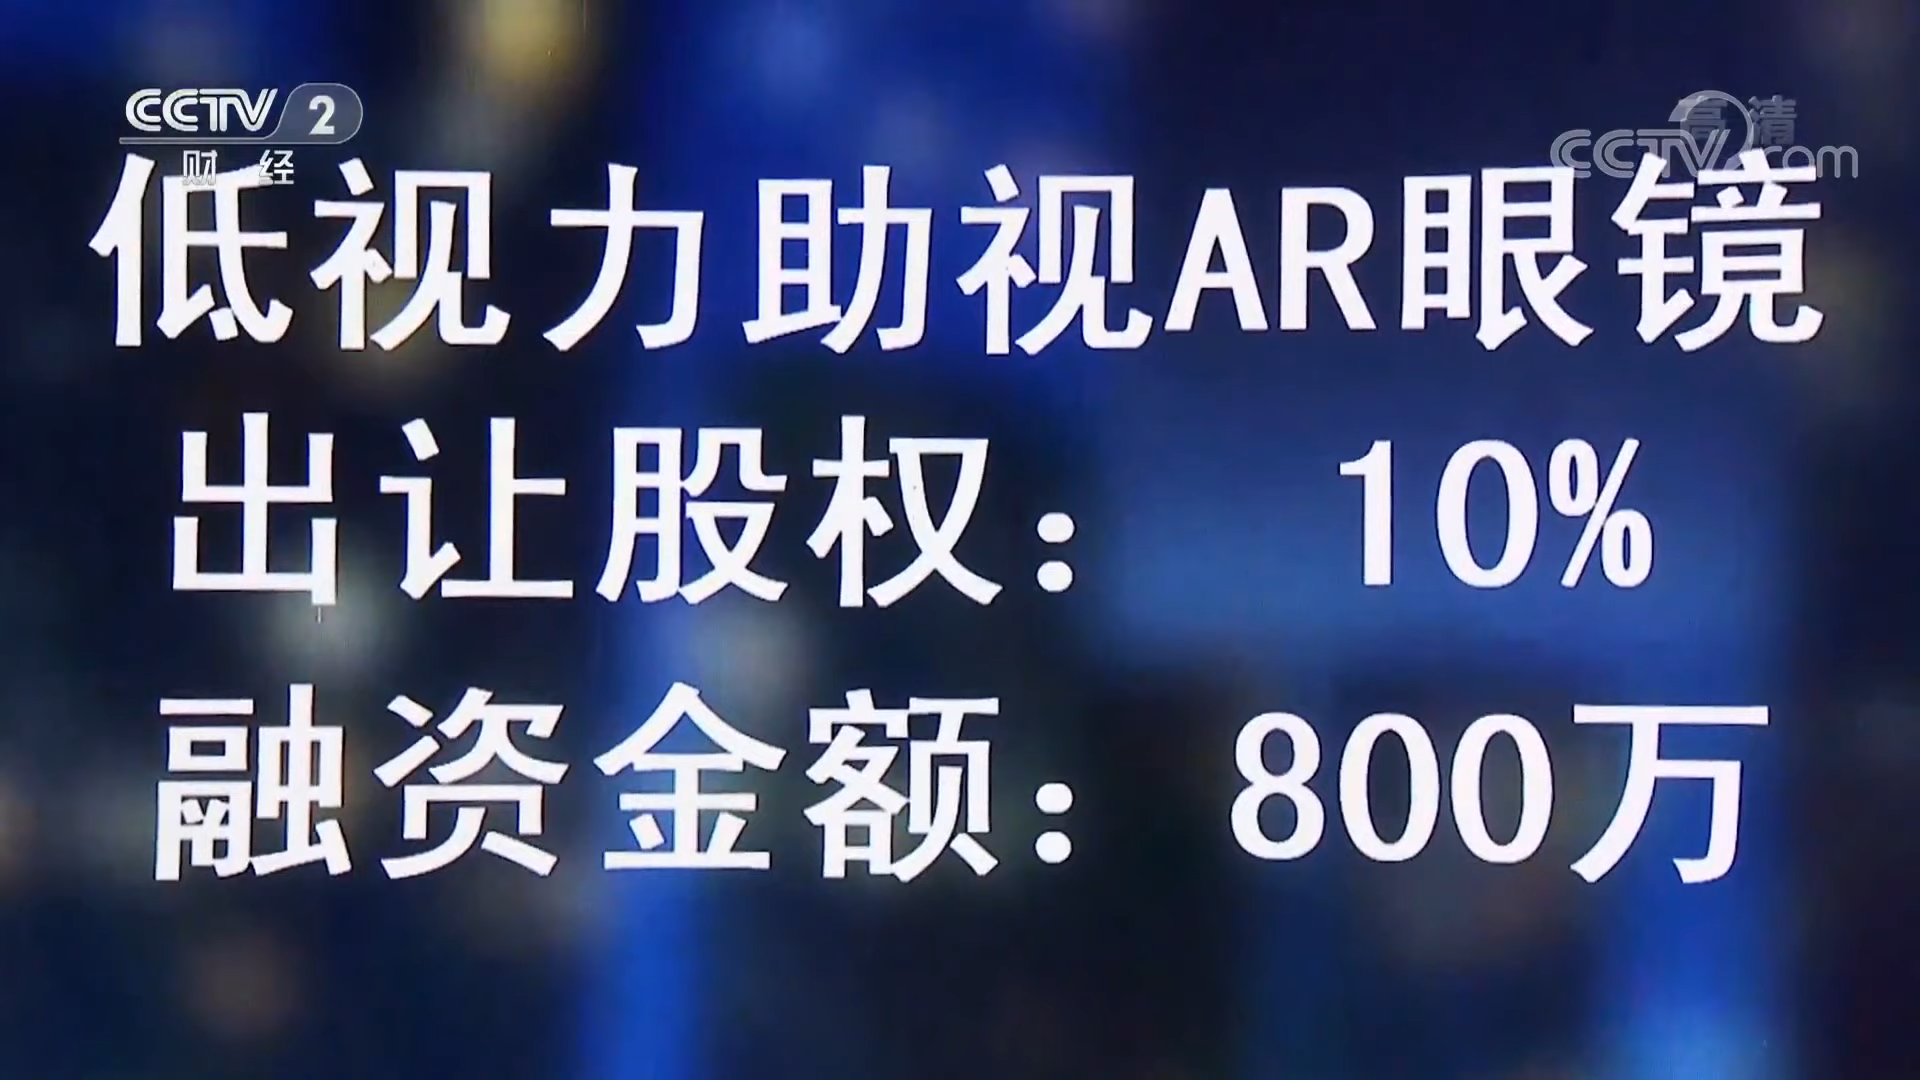 CCTV 2
财经
高清
CCTV.com
低视力助视AR眼镜
出让股权： 10%
融资金额： 800万